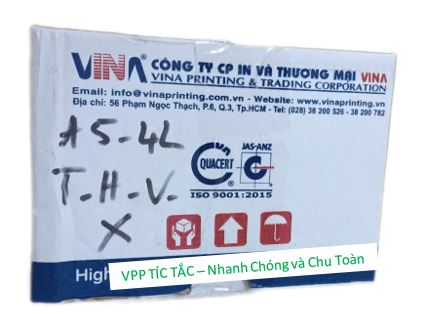 VINA
CÔNG TY CP IN VÀ THƯƠNG MẠI VINA
VINA PRINTING & TRADING CORPORATION
Email: info@vinaprinting.com.vn - Website: www.vinaprinting.com.vn
Địa chỉ: 56 Phạm Ngọc Thạch, P.6, Q.3, Tp.HCM - Tel: (028) 38 200 526 - 38 200 782
A5-4L
T-H-V-
X
QUACERT
JAS-ANZ
ISO 9001:2015
High
VPP TÍC TẮC – Nhanh Chóng và Chu Toàn